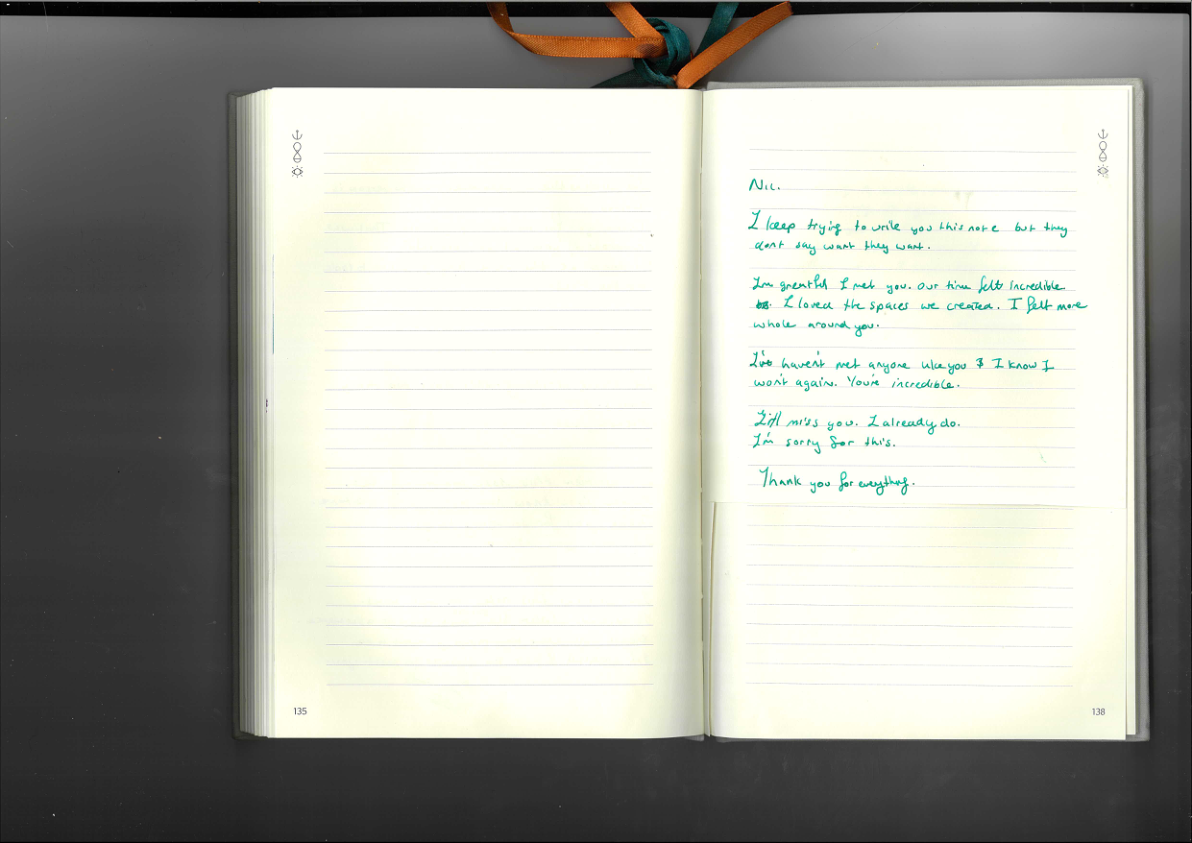 Nic.
I keep trying to write you this note but they
dont say want they want.
I'm greatful I met you. Our time felt incredible
. I loved the spaces we created. I felt more
whole around you.
I've haven't met anyone like you & I know I
won't again. You're incredible.
I'll miss you. I already do.
I'm sorry for this.
Thank you for everything.
135
138